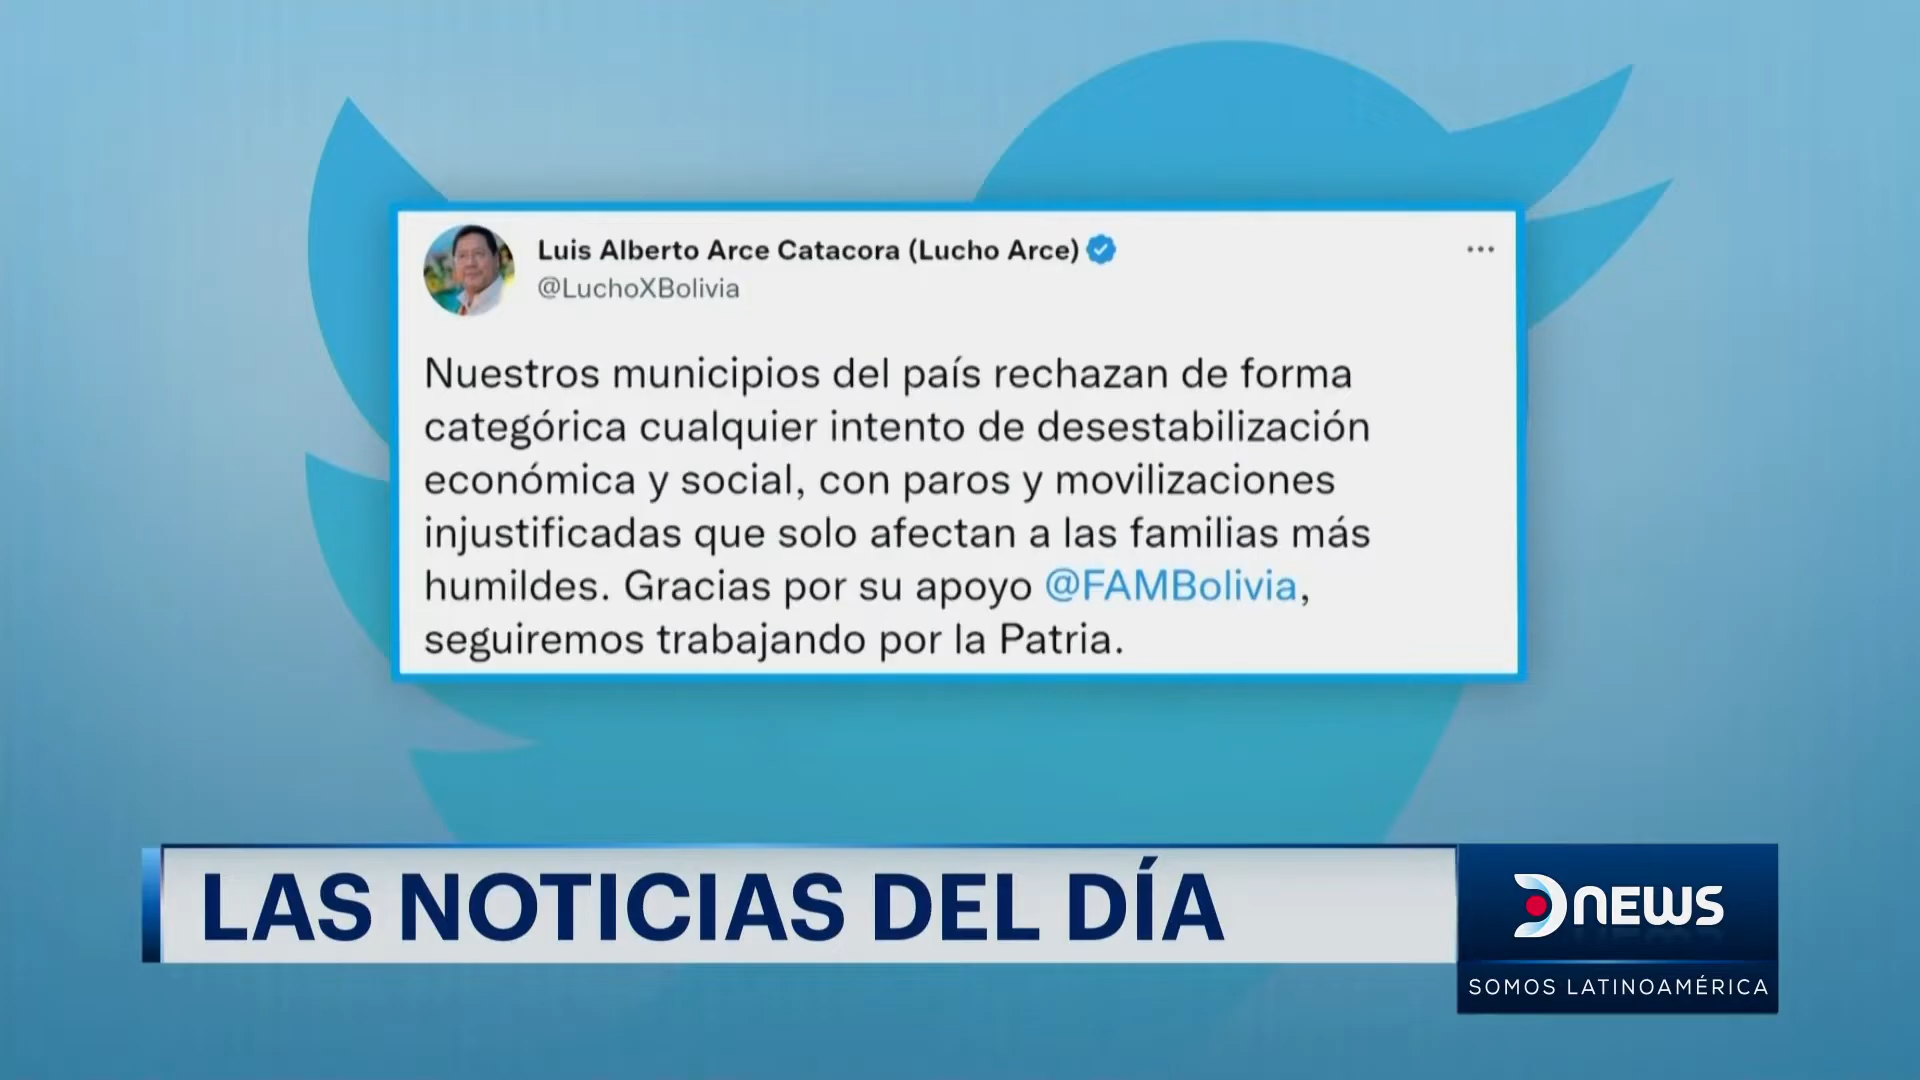 Luis Alberto Arce Catacora (Lucho Arce)
@LuchoXBolivia
Nuestros municipios del país rechazan de forma
categórica cualquier intento de desestabilización
económica y social, con paros y movilizaciones
injustificadas que solo afectan a las familias más
humildes. Gracias por su apoyo @FAMBolivia,
seguiremos trabajando por la Patria.
LAS NOTICIAS DEL DÍA
DNEWS
SOMOS LATINOAMÉRICA